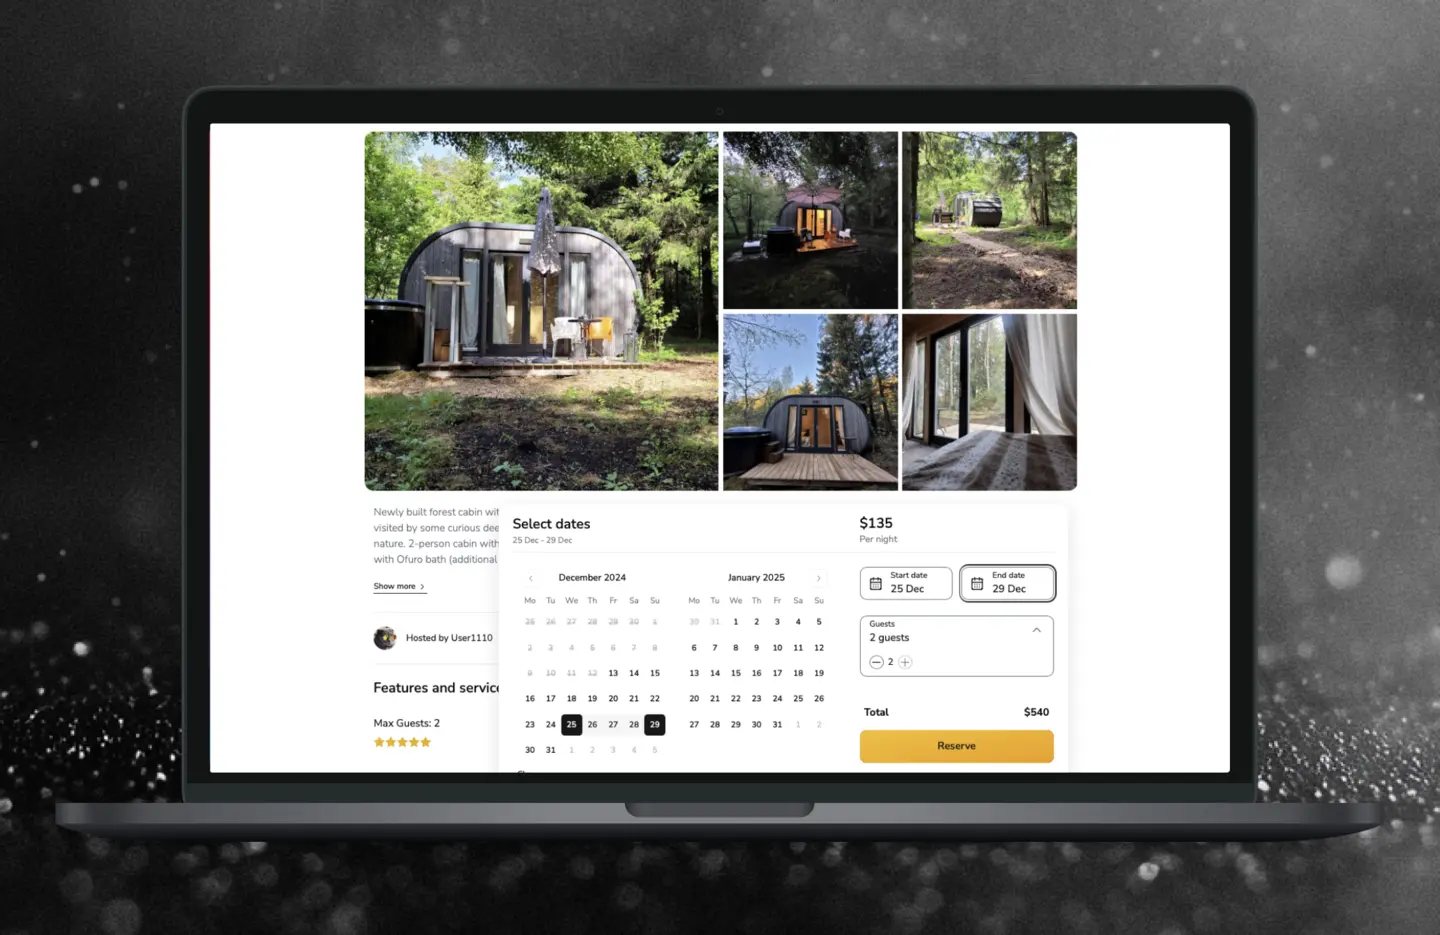 Newly built forest cabin wit
visited by some curious dee
nature. 2-person cabin with
with Ofuro bath (additional
Show more >
Hosted by User1110
Features and service
Max Guests: 2
Select dates
25 Dec - 29 Dec
December 2024
Mo Tu We Th Fr Sa Su
25 26 27 28 29 30 1
2 3 4 5 6 7 8
9 10 11 12 13 14 15
16 17 18 19 20 21 22
23 24 25 26 27 28 29
30 31 1 2 3 4 5
January 2025
Mo Tu We Th Fr Sa Su
30 31 1 2 3 4 5
6 7 8 9 10 11 12
13 14 15 16 17 18 19
20 21 22 23 24 25 26
27 28 29 30 31 1 2
$135
Per night
Start date
25 Dec
End date
29 Dec
Guests
2 guests
2
Total $540
Reserve